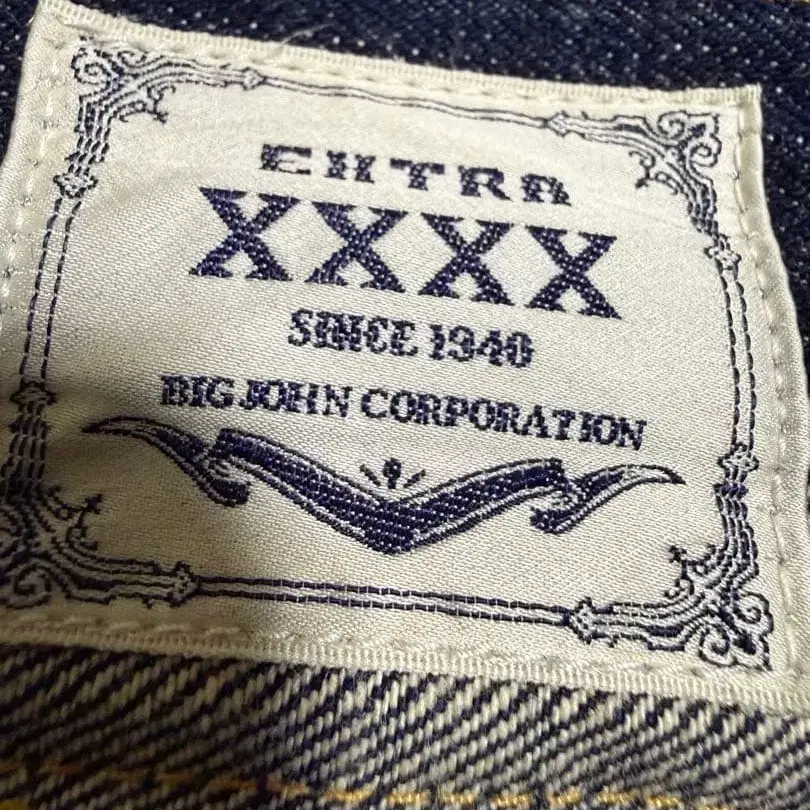 EXTRA
XXXX
SINCE 1940
BIG JOHN CORPORATION